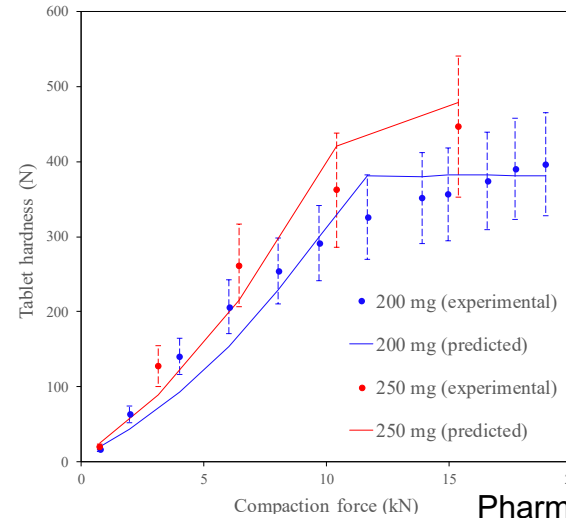 600
500
400
300
200
100
0
Tablet hardness (N)
200 mg (experimental)
200 mg (predicted)
250 mg (experimental)
250 mg (predicted)
0 5 10 15
Compaction force (kN)
Pharm